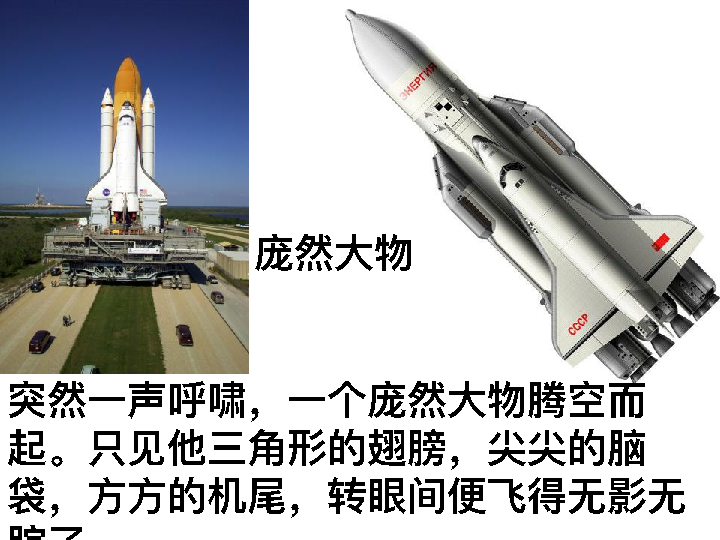 ЭНЕРГИЯ
庞然大物
СССР
突然一声呼啸，一个庞然大物腾空而
起。只见他三角形的翅膀，尖尖的脑
袋，方方的机尾，转眼间便飞得无影无